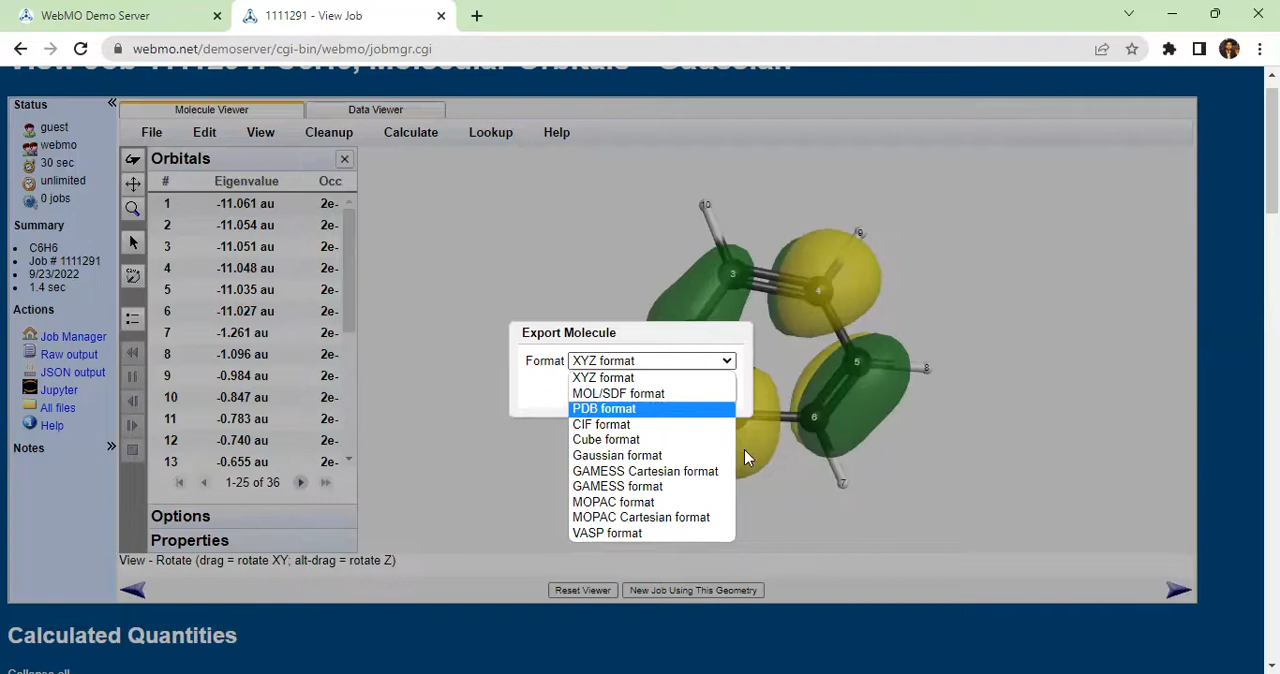 WebMO Demo Server
1111291 - View Job
webmo.net/demoserver/cgi-bin/webmo/jobmgr.cgi
Status
guest
webmo
30 sec
unlimited
0 jobs
Summary
C6H6
Job # 1111291
9/23/2022
1.4 sec
Actions
Job Manager
Raw output
JSON output
Jupyter
All files
Help
Notes
Molecule Viewer
Data Viewer
File Edit View Cleanup Calculate Lookup Help
Orbitals
# Eigenvalue Occ
1 -11.061 au 2e-
2 -11.054 au 2e-
3 -11.051 au 2e-
4 -11.048 au 2e-
5 -11.035 au 2e-
6 -11.027 au 2e-
7 -1.261 au 2e-
8 -1.096 au 2e-
9 -0.984 au 2e-
10 -0.847 au 2e-
11 -0.783 au 2e-
12 -0.740 au 2e-
13 -0.655 au 2e-
1-25 of 36
Options
Properties
View - Rotate (drag = rotate XY; alt-drag = rotate Z)
10
9
3
4
5
8
6
7
Export Molecule
Format XYZ format
XYZ format
MOL/SDF format
PDB format
CIF format
Cube format
Gaussian format
GAMESS Cartesian format
GAMESS format
MOPAC format
MOPAC Cartesian format
VASP format
Reset Viewer
New Job Using This Geometry
Calculated Quantities